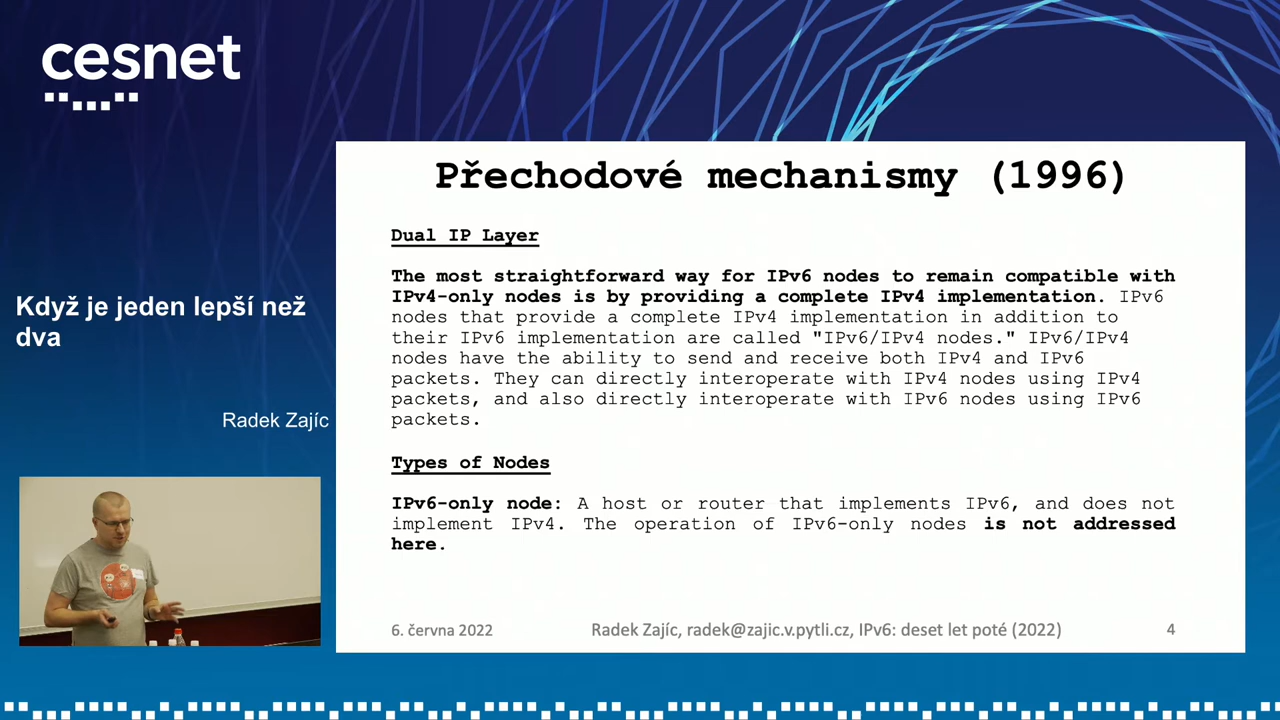 cesnet
Když je jeden lepší než
dva
Radek Zajíc
Přechodové mechanismy (1996)
Dual IP Layer
The most straightforward way for IPv6 nodes to remain compatible with
IPv4-only nodes is by providing a complete IPv4 implementation. IPv6
nodes that provide a complete IPv4 implementation in addition to
their IPv6 implementation are called "IPv6/IPv4 nodes." IPv6/IPv4
nodes have the ability to send and receive both IPv4 and IPv6
packets. They can directly interoperate with IPv4 nodes using IPv4
packets, and also directly interoperate with IPv6 nodes using IPv6
packets.
Types of Nodes
IPv6-only node: A host or router that implements IPv6, and does not
implement IPv4. The operation of IPv6-only nodes is not addressed
here.
6. června 2022
Radek Zajíc, radek@zajic.v.pytli.cz, IPv6: deset let poté (2022)
4